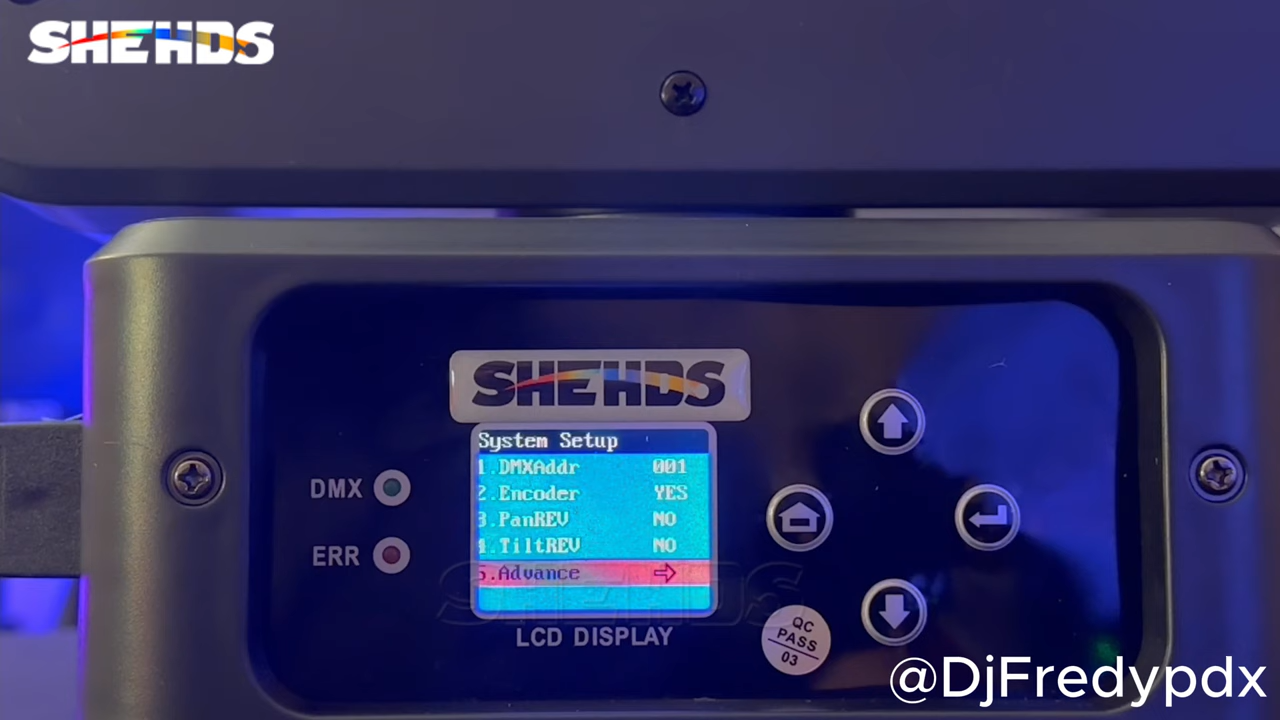 SHEHDS
SHEHDS
System Setup
1.DMXAddr 001
2.Encoder YES
3.PanREV NO
4.TiltREV NO
5.Advance
SHEHDS
DMX
ERR
LCD DISPLAY
QC
PASS
03
@DjFredypdx